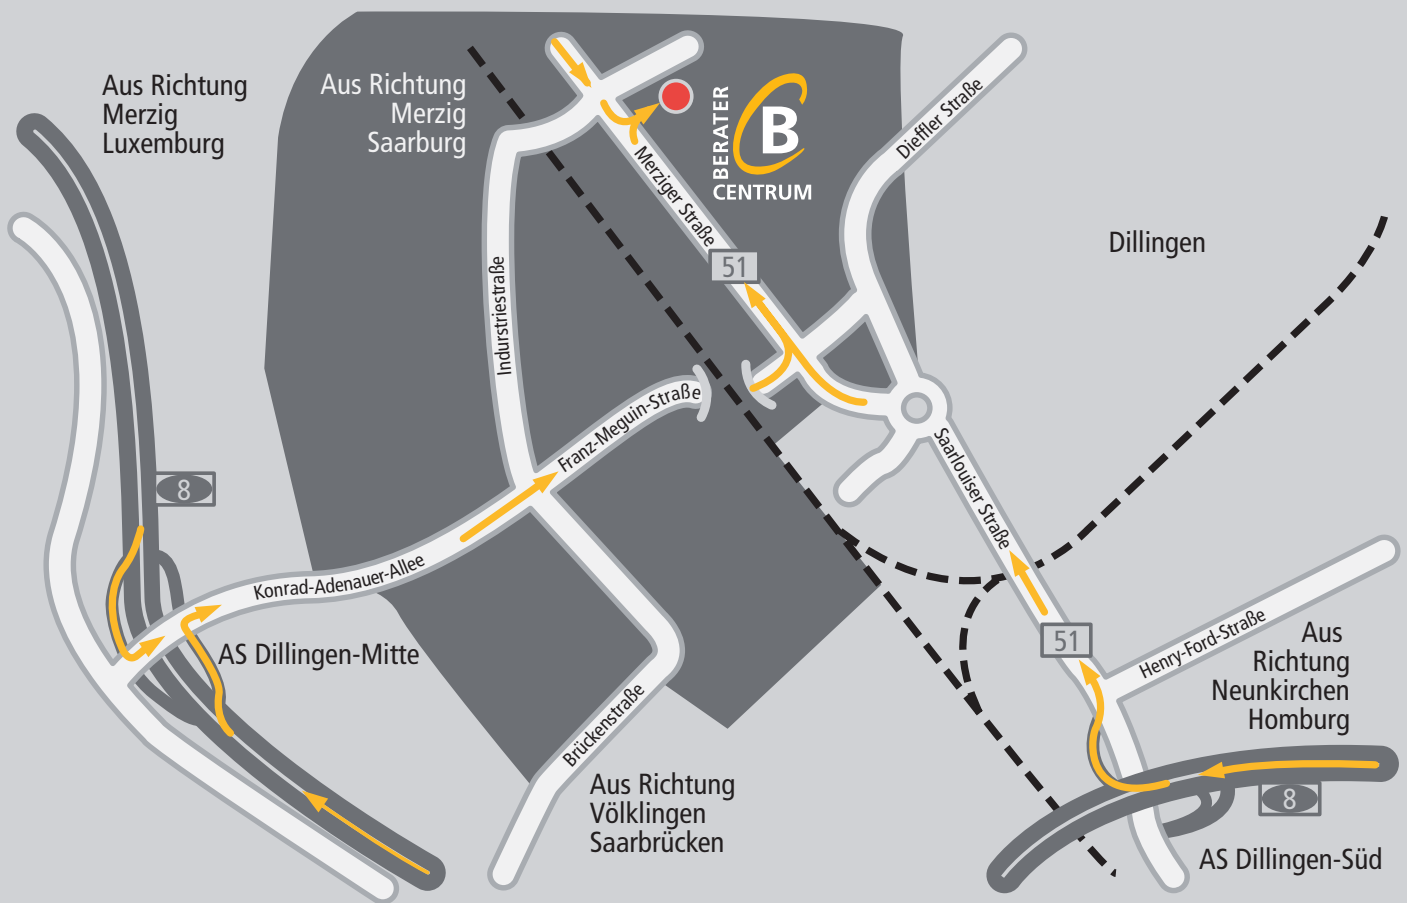 Aus Richtung
Merzig
Luxemburg
Aus Richtung
Merzig
Saarburg
BERATER
B
CENTRUM
Dieffler Straße
Merziger Straße
51
Dillingen
Indurstriestraße
Franz-Meguin-Straße
Saarlouiser Straße
8
Konrad-Adenauer-Allee
AS Dillingen-Mitte
51
Henry-Ford-Straße
Aus
Richtung
Neunkirchen
Homburg
Brückenstraße
Aus Richtung
Völklingen
Saarbrücken
8
AS Dillingen-Süd